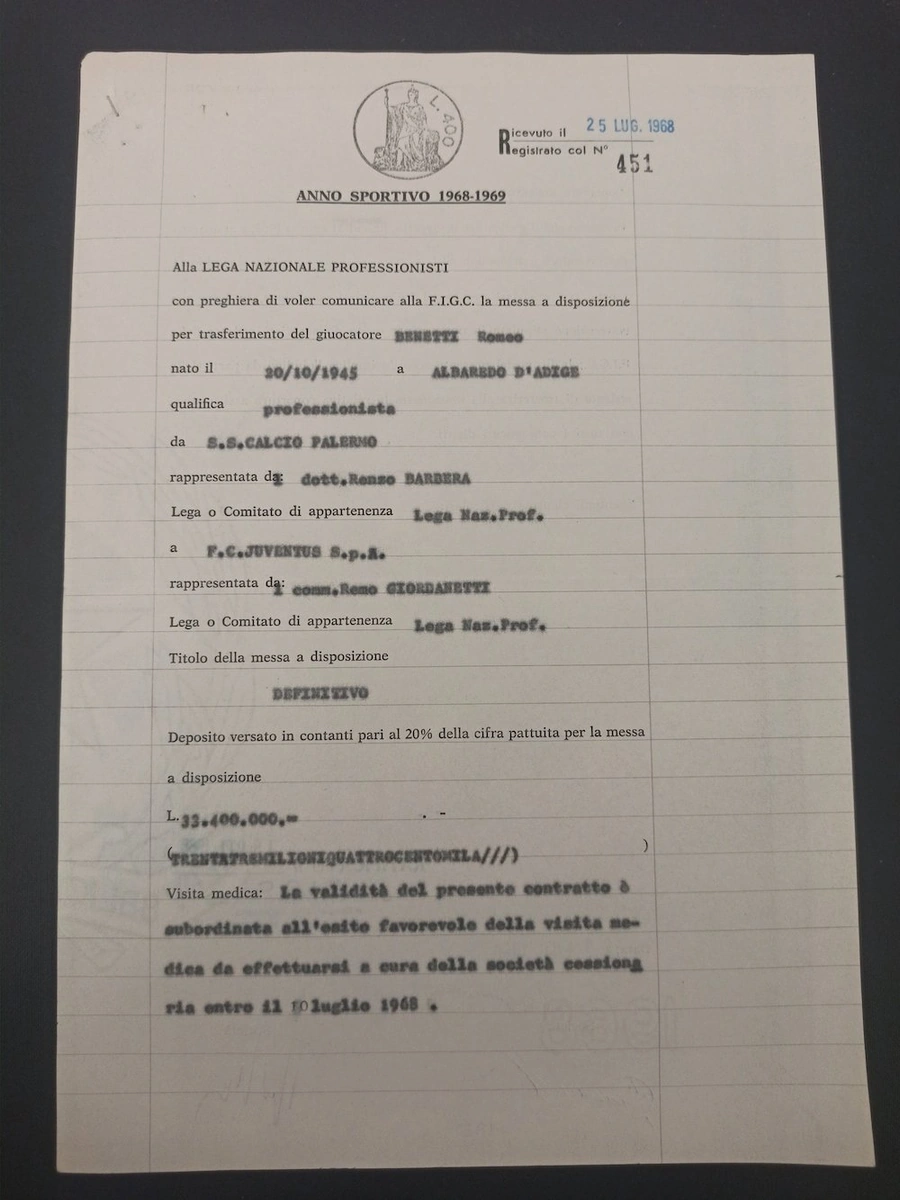 L. 400
Ricevuto il 25 LUG. 1968
Registrato col N° 451
ANNO SPORTIVO 1968-1969
Alla LEGA NAZIONALE PROFESSIONISTI
con preghiera di voler comunicare alla F.I.G.C. la messa a disposizione
per trasferimento del giuocatore BENETTI Romeo
nato il 20/10/1945 a ALBAREDO D'ADIGE
qualifica professionista
da S.S.CALCIO PALERMO
rappresentata da: dott.Renzo BARBERA
Lega o Comitato di appartenenza Lega Naz.Prof.
a F.C.JUVENTUS S.p.A.
rappresentata da: comm.Remo GIORDANETTI
Lega o Comitato di appartenenza Lega Naz.Prof.
Titolo della messa a disposizione
DEFINITIVO
Deposito versato in contanti pari al 20% della cifra pattuita per la messa
a disposizione
L. 33.400.000.=
(TRENTATREMILIONIQUATTROCENTOMILA///) )
Visita medica: La validità del presente contratto è
subordinata all'esito favorevole della visita me-
dica da effettuarsi a cura della società cessiona
ria entro il luglio 1968 .